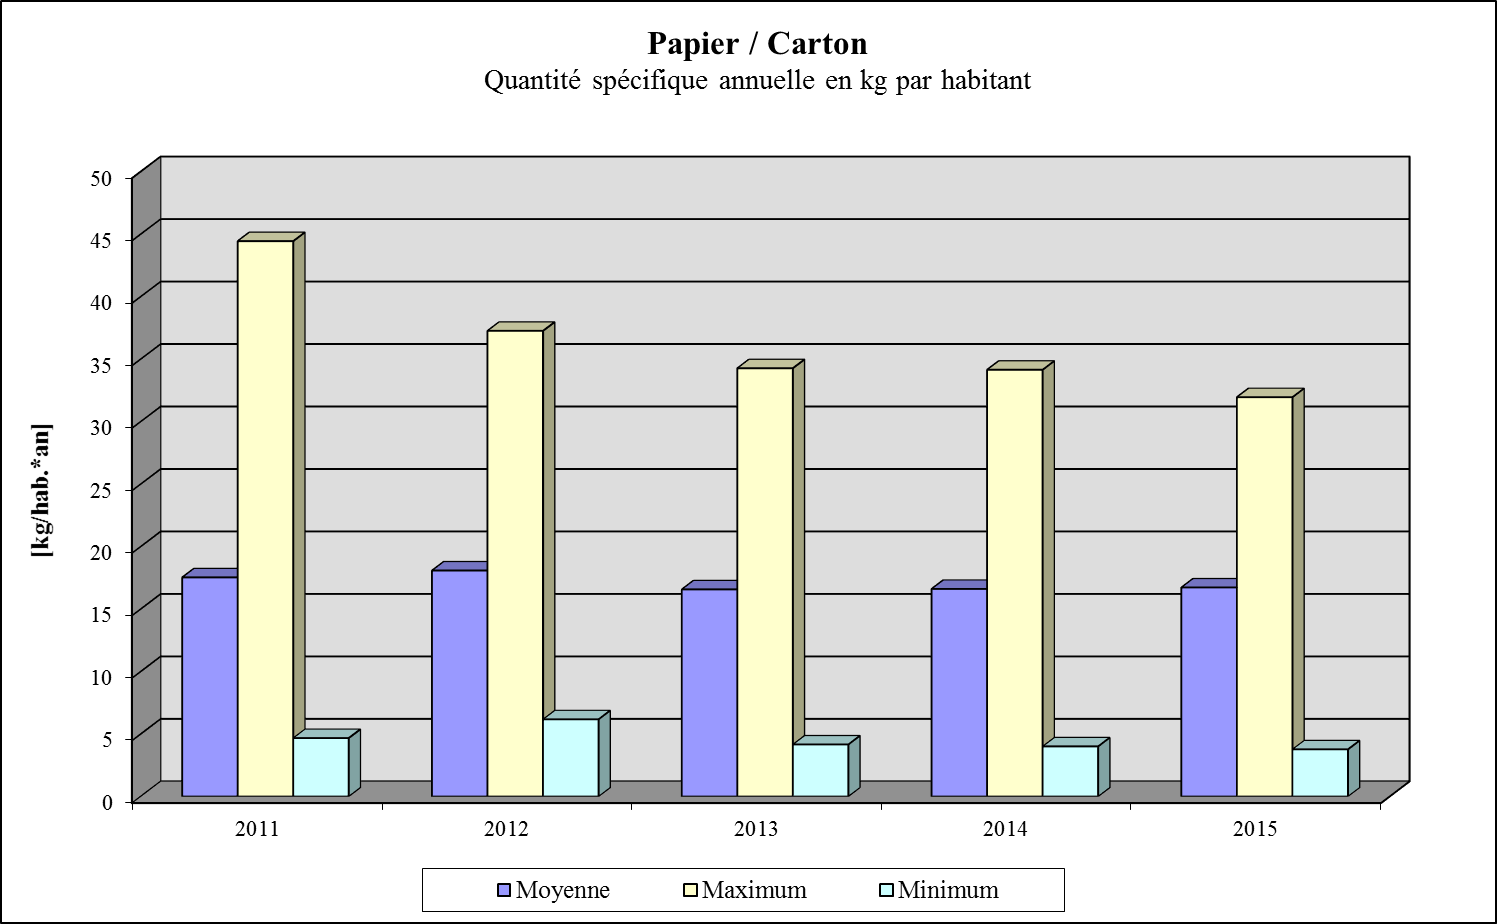 Papier / Carton
Quantité spécifique annuelle en kg par habitant
[kg/hab.*an]
50
45
40
35
30
25
20
15
10
5
0
2011 2012 2013 2014 2015
Moyenne Maximum Minimum